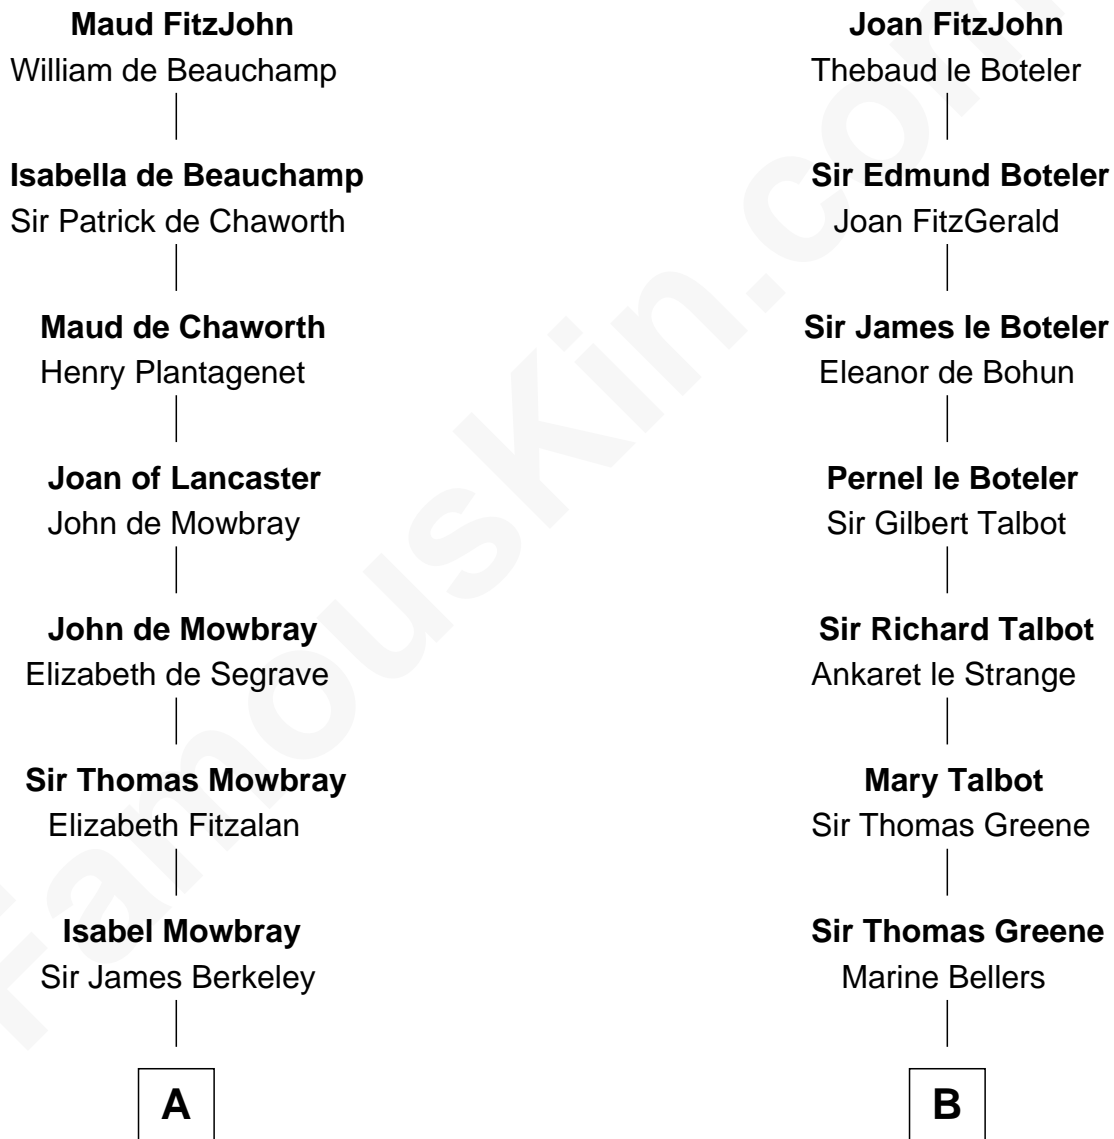 Maud FitzJohn
William de Beauchamp
Isabella de Beauchamp
Sir Patrick de Chaworth
Maud de Chaworth
Henry Plantagenet
Joan of Lancaster
John de Mowbray
John de Mowbray
Elizabeth de Segrave
Sir Thomas Mowbray
Elizabeth Fitzalan
Isabel Mowbray
Sir James Berkeley
A
Joan FitzJohn
Thebaud le Boteler
Sir Edmund Boteler
Joan FitzGerald
Sir James le Boteler
Eleanor de Bohun
Pernel le Boteler
Sir Gilbert Talbot
Sir Richard Talbot
Ankaret le Strange
Mary Talbot
Sir Thomas Greene
Sir Thomas Greene
Marine Bellers
B
FamousKin.com